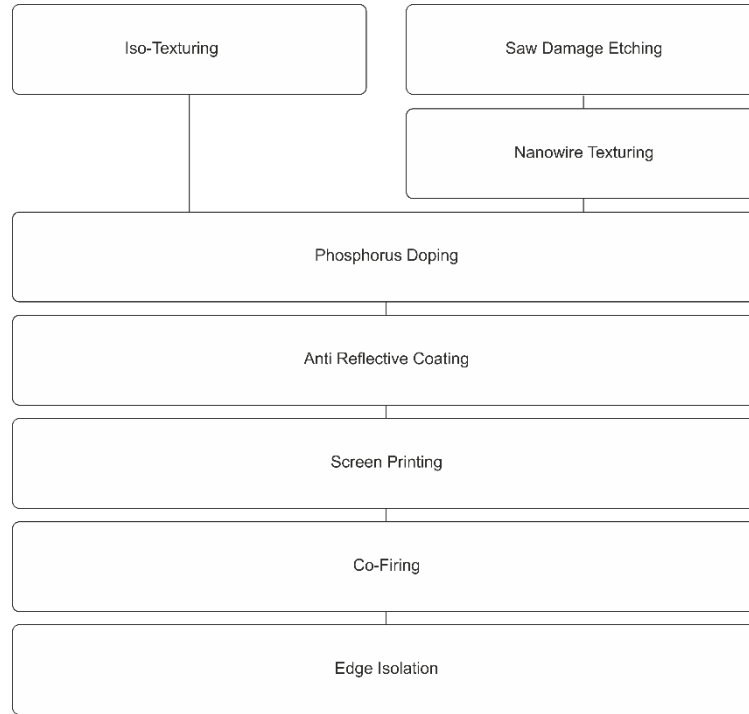 Iso-Texturing
Saw Damage Etching
Nanowire Texturing
Phosphorus Doping
Anti Reflective Coating
Screen Printing
Co-Firing
Edge Isolation